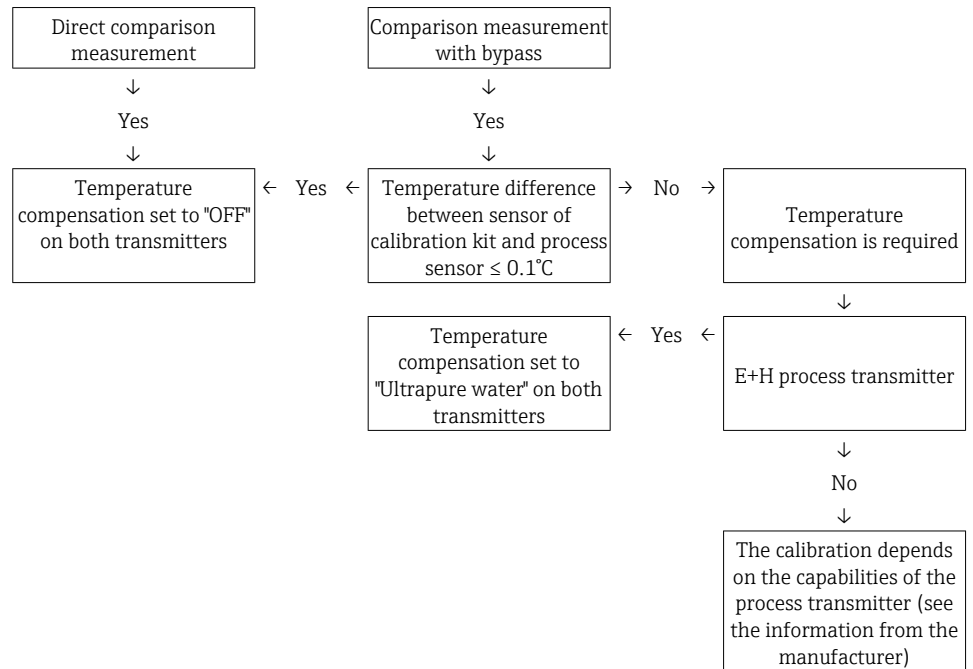 Direct comparison
measurement
Comparison measurement
with bypass
↓
↓
Yes
Yes
↓
↓
Temperature
compensation set to "OFF"
on both transmitters
← Yes ←
Temperature difference
between sensor of
calibration kit and process
sensor ≤ 0.1°C
→ No →
Temperature
compensation is required
↓
Temperature
compensation set to
"Ultrapure water" on both
transmitters
← Yes ←
E+H process transmitter
↓
No
↓
The calibration depends
on the capabilities of the
process transmitter (see
the information from the
manufacturer)